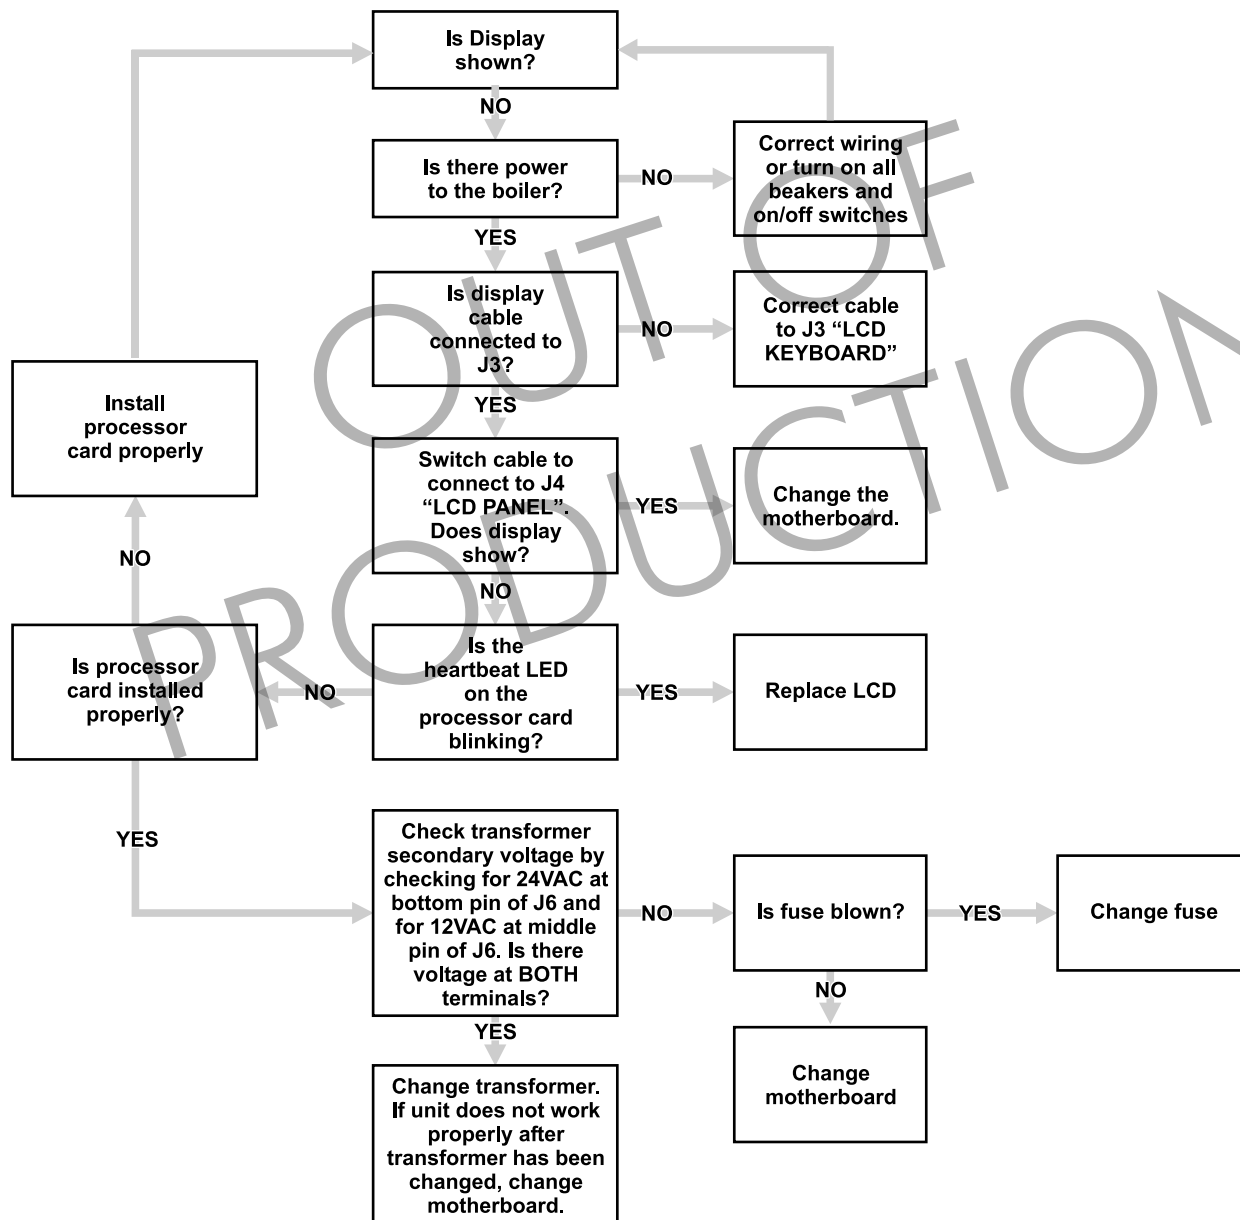 Is Display
shown?
NO
Is there power
to the boiler?
NO
Correct wiring
or turn on all
beakers and
on/off switches
YES
Is display
cable
connected to
J3?
NO
Correct cable
to J3 “LCD
KEYBOARD”
YES
Install
processor
card properly
Switch cable to
connect to J4
“LCD PANEL”.
Does display
show?
YES
Change the
motherboard.
NO
NO
Is processor
card installed
properly?
NO
Is the
heartbeat LED
on the
processor card
blinking?
YES
Replace LCD
YES
Check transformer
secondary voltage by
checking for 24VAC at
bottom pin of J6 and
for 12VAC at middle
pin of J6. Is there
voltage at BOTH
terminals?
NO
Is fuse blown?
YES
Change fuse
NO
Change
motherboard
YES
Change transformer.
If unit does not work
properly after
transformer has been
changed, change
motherboard.
OUT OF
PRODUCTION